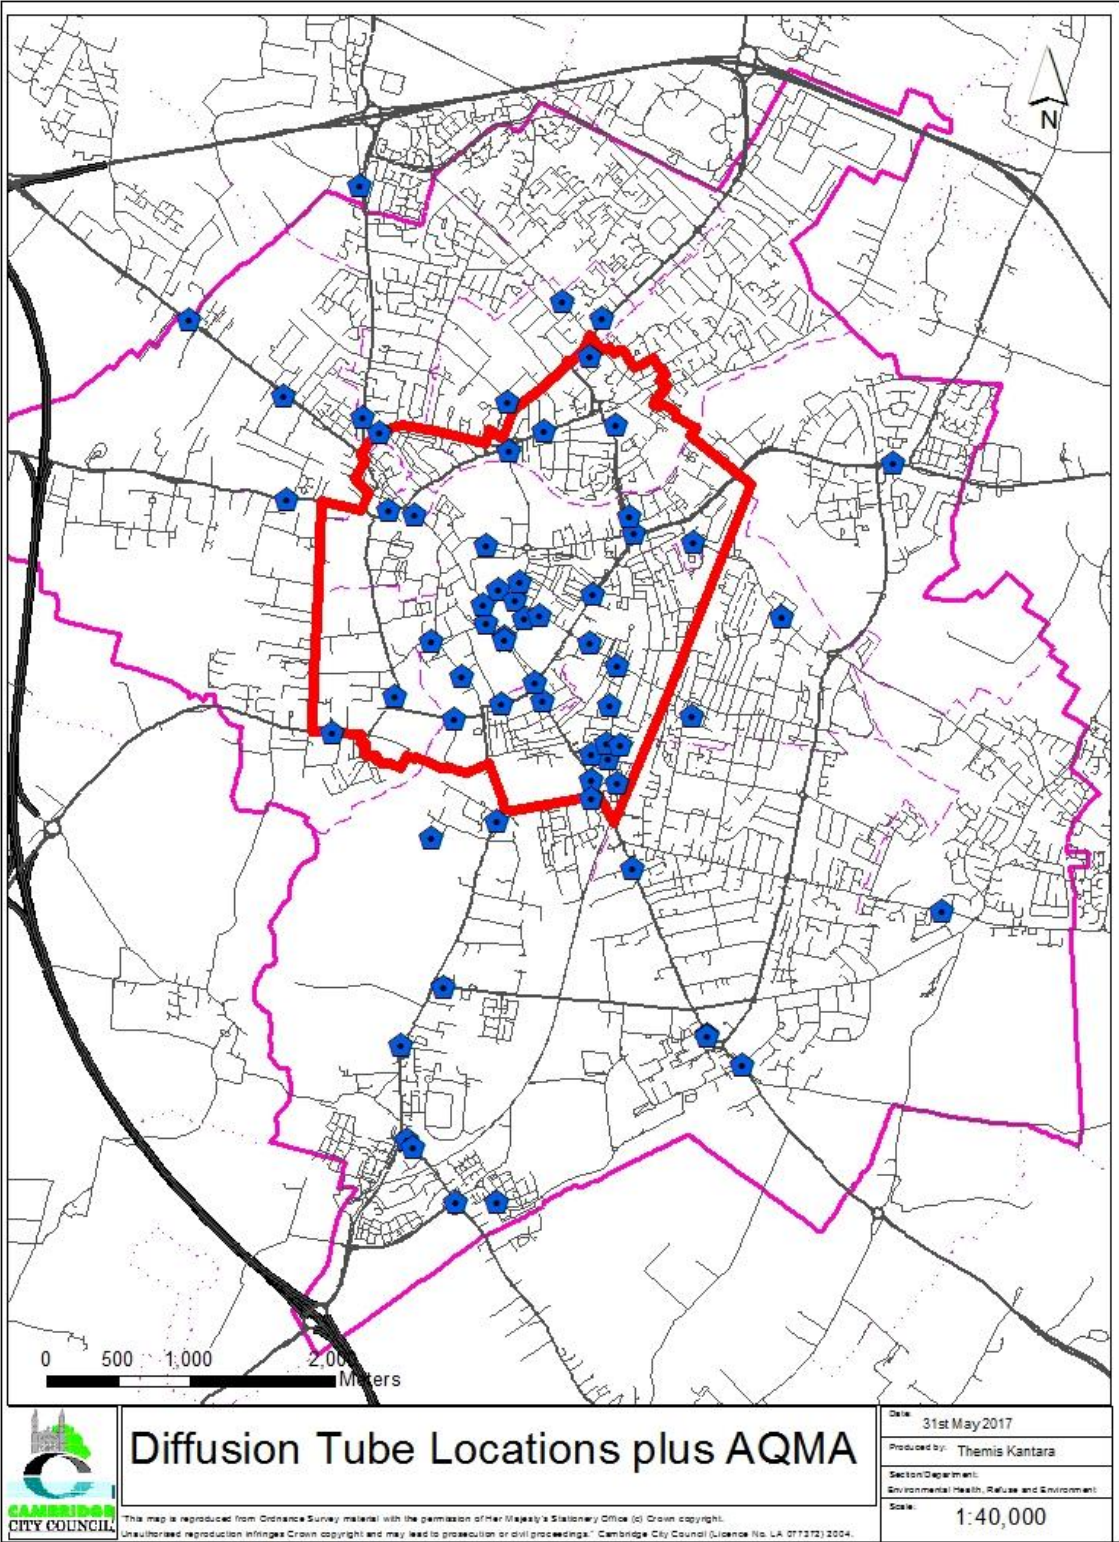 N
0 500 1,000 2,000
Meters
CAMBRIDGE
CITY COUNCIL
Diffusion Tube Locations plus AQMA
"This map is reproduced from Ordnance Survey material with the permission of Her Majesty's Stationery Office (c) Crown copyright.
Unauthorised reproduction infringes Crown copyright and may lead to prosecution or civil proceedings." Cambridge City Council (Licence No. LA 077372) 2004.
Date:
31st May 2017
Produced by: Themis Kantara
Section/Department:
Environmental Health, Refuse and Environment
Scale:
1:40,000